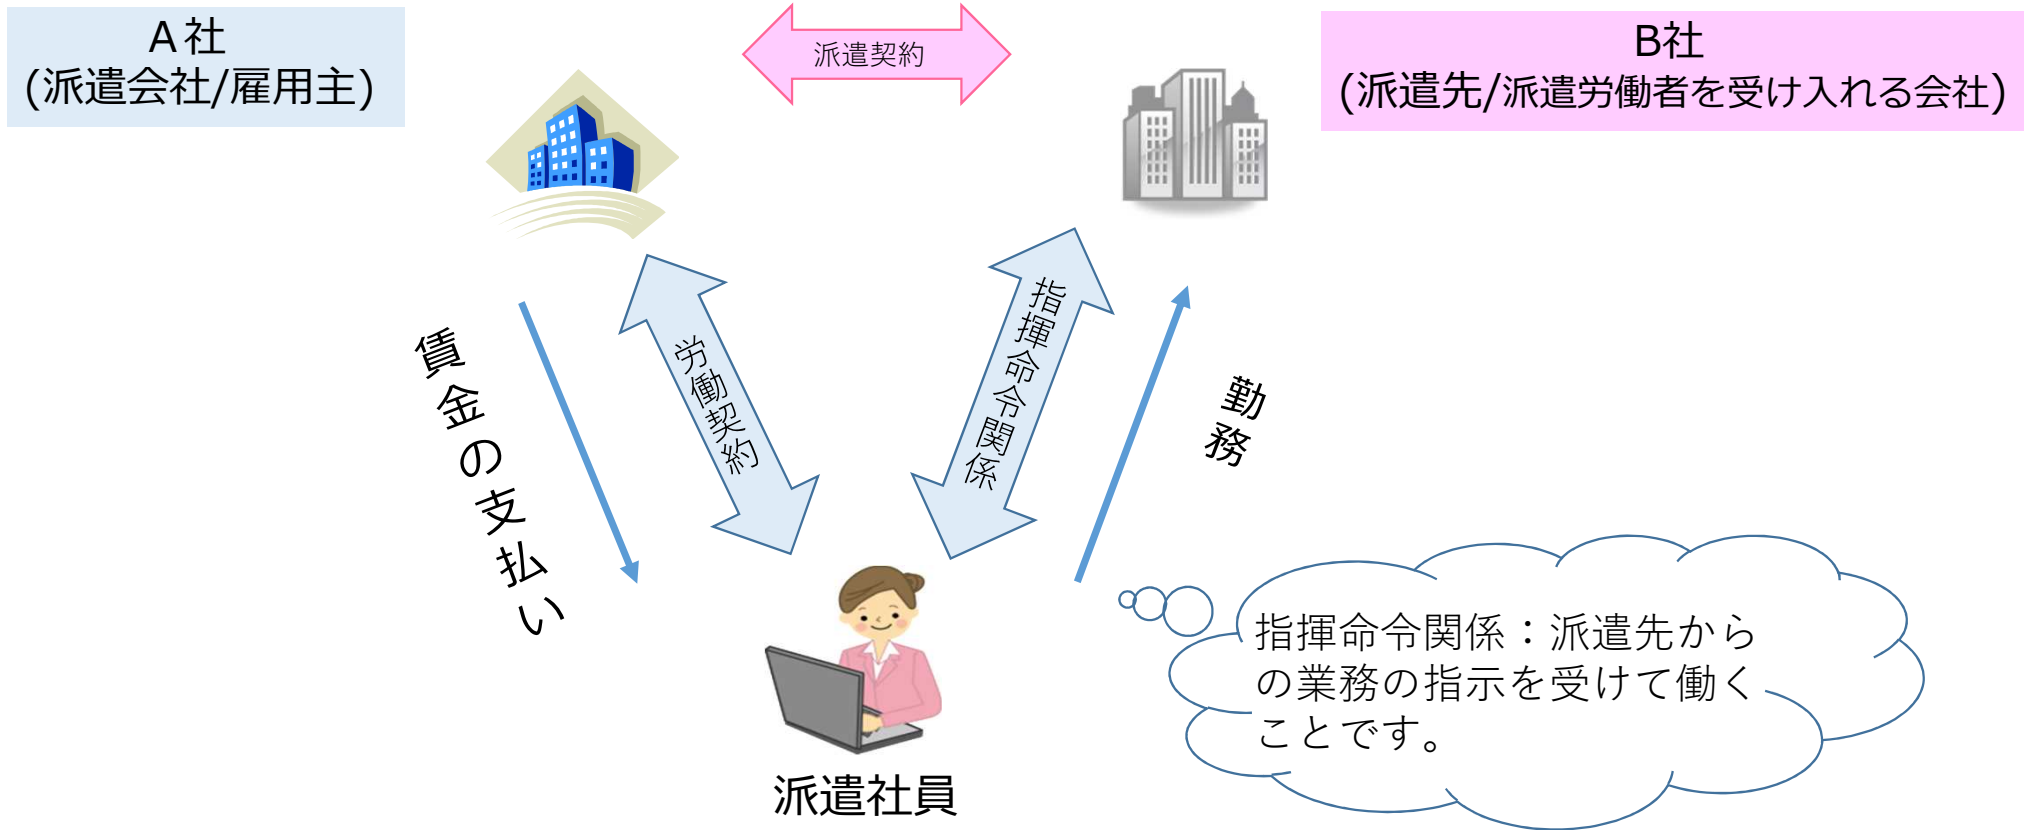 A社
(派遣会社/雇用主)
派遣契約
B社
(派遣先/派遣労働者を受け入れる会社)
賃金の支払い
労働契約
指揮命令関係
勤務
指揮命令関係：派遣先から
の業務の指示を受けて働く
ことです。
派遣社員